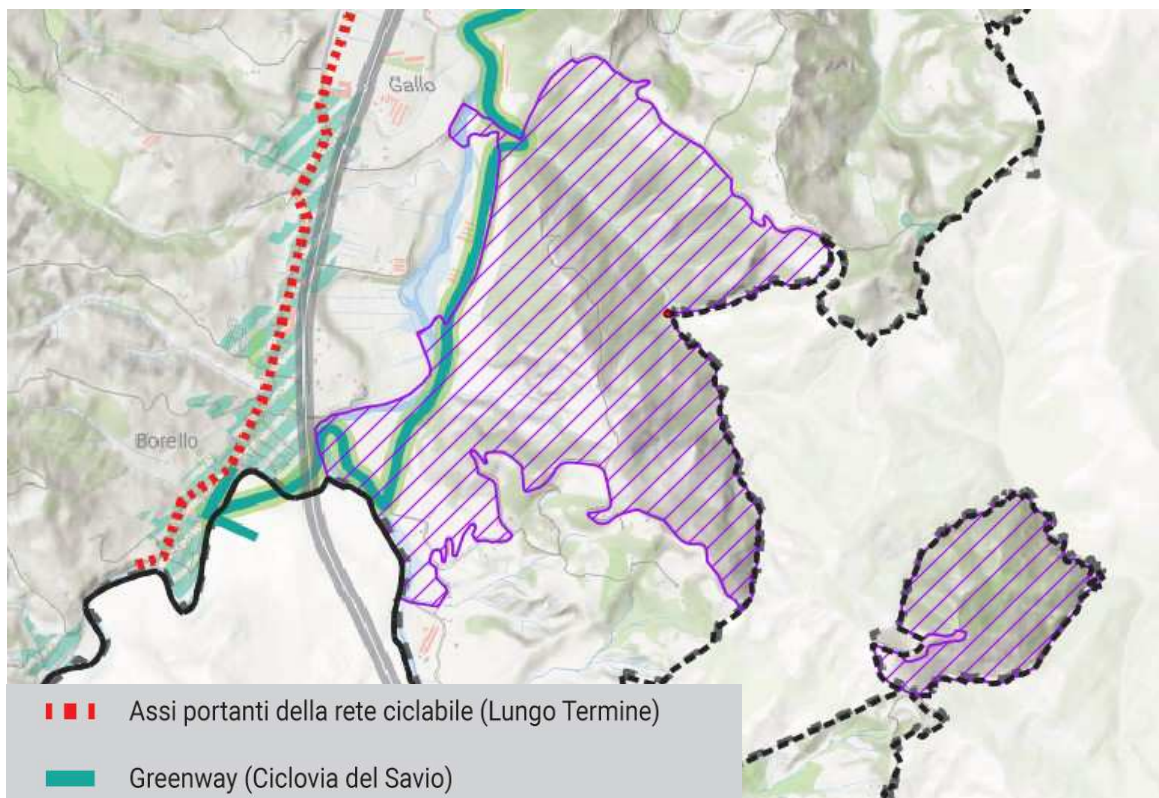 Gallo
Borello
Assi portanti della rete ciclabile (Lungo Termine)
Greenway (Ciclovia del Savio)